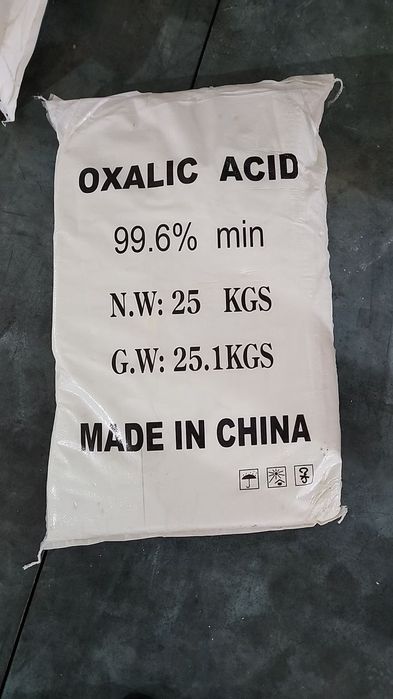 OXALIC ACID
99.6% min
N.W: 25 KGS
G.W: 25.1KGS
MADE IN CHINA